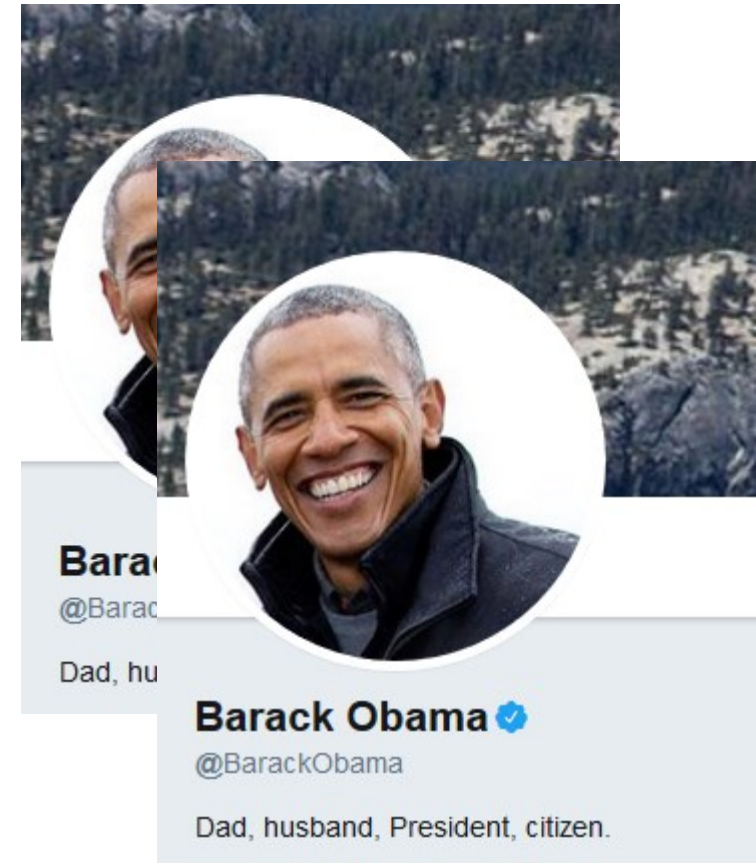 Barac
@Barac
Dad, hu
Barack Obama
@BarackObama
Dad, husband, President, citizen.